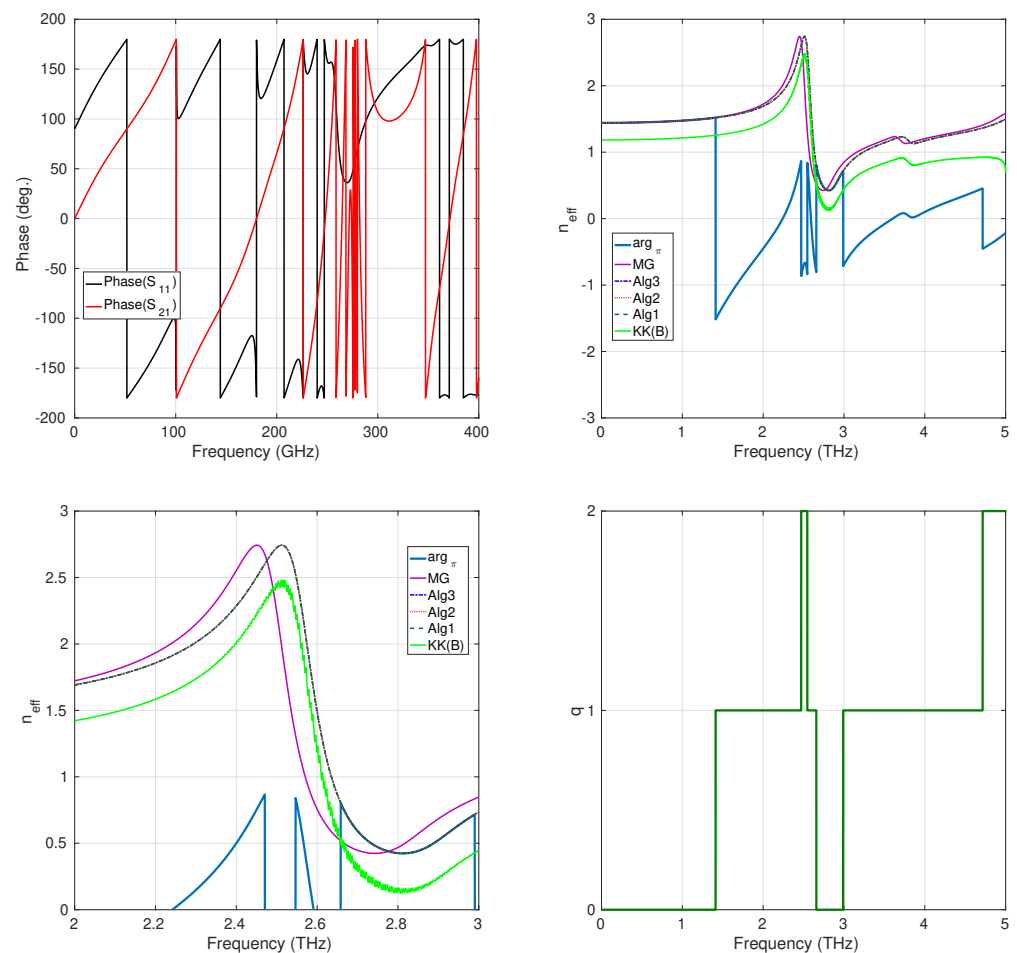 200
150
100
50
0
-50
-100
-150
-200
Phase (deg.)
Phase(S11)
Phase(S21)
0 100 200 300 400
Frequency (GHz)
3
2
1
0
-1
-2
-3
n eff
arg π
MG
Alg3
Alg2
Alg1
KK(B)
0 1 2 3 4 5
Frequency (THz)
3
2.5
2
1.5
1
0.5
0
n eff
arg π
MG
Alg3
Alg2
Alg1
KK(B)
2 2.2 2.4 2.6 2.8 3
Frequency (THz)
2
1
0
q
0 1 2 3 4 5
Frequency (THz)